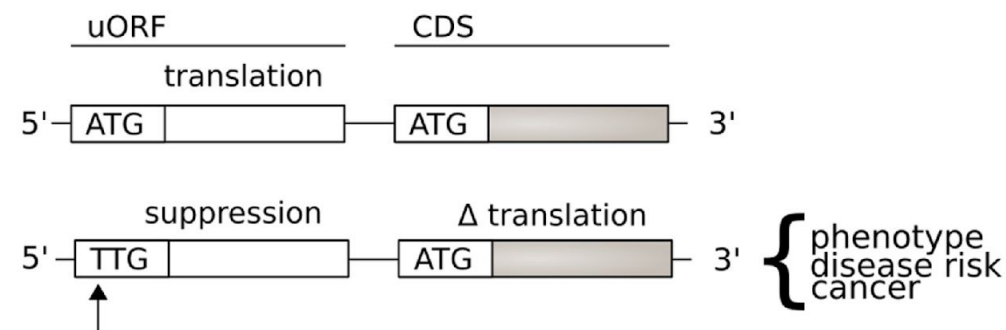 uORF CDS
translation
5' ATG ATG 3'
suppression Δ translation
5' TTG ATG 3'
phenotype
disease risk
cancer